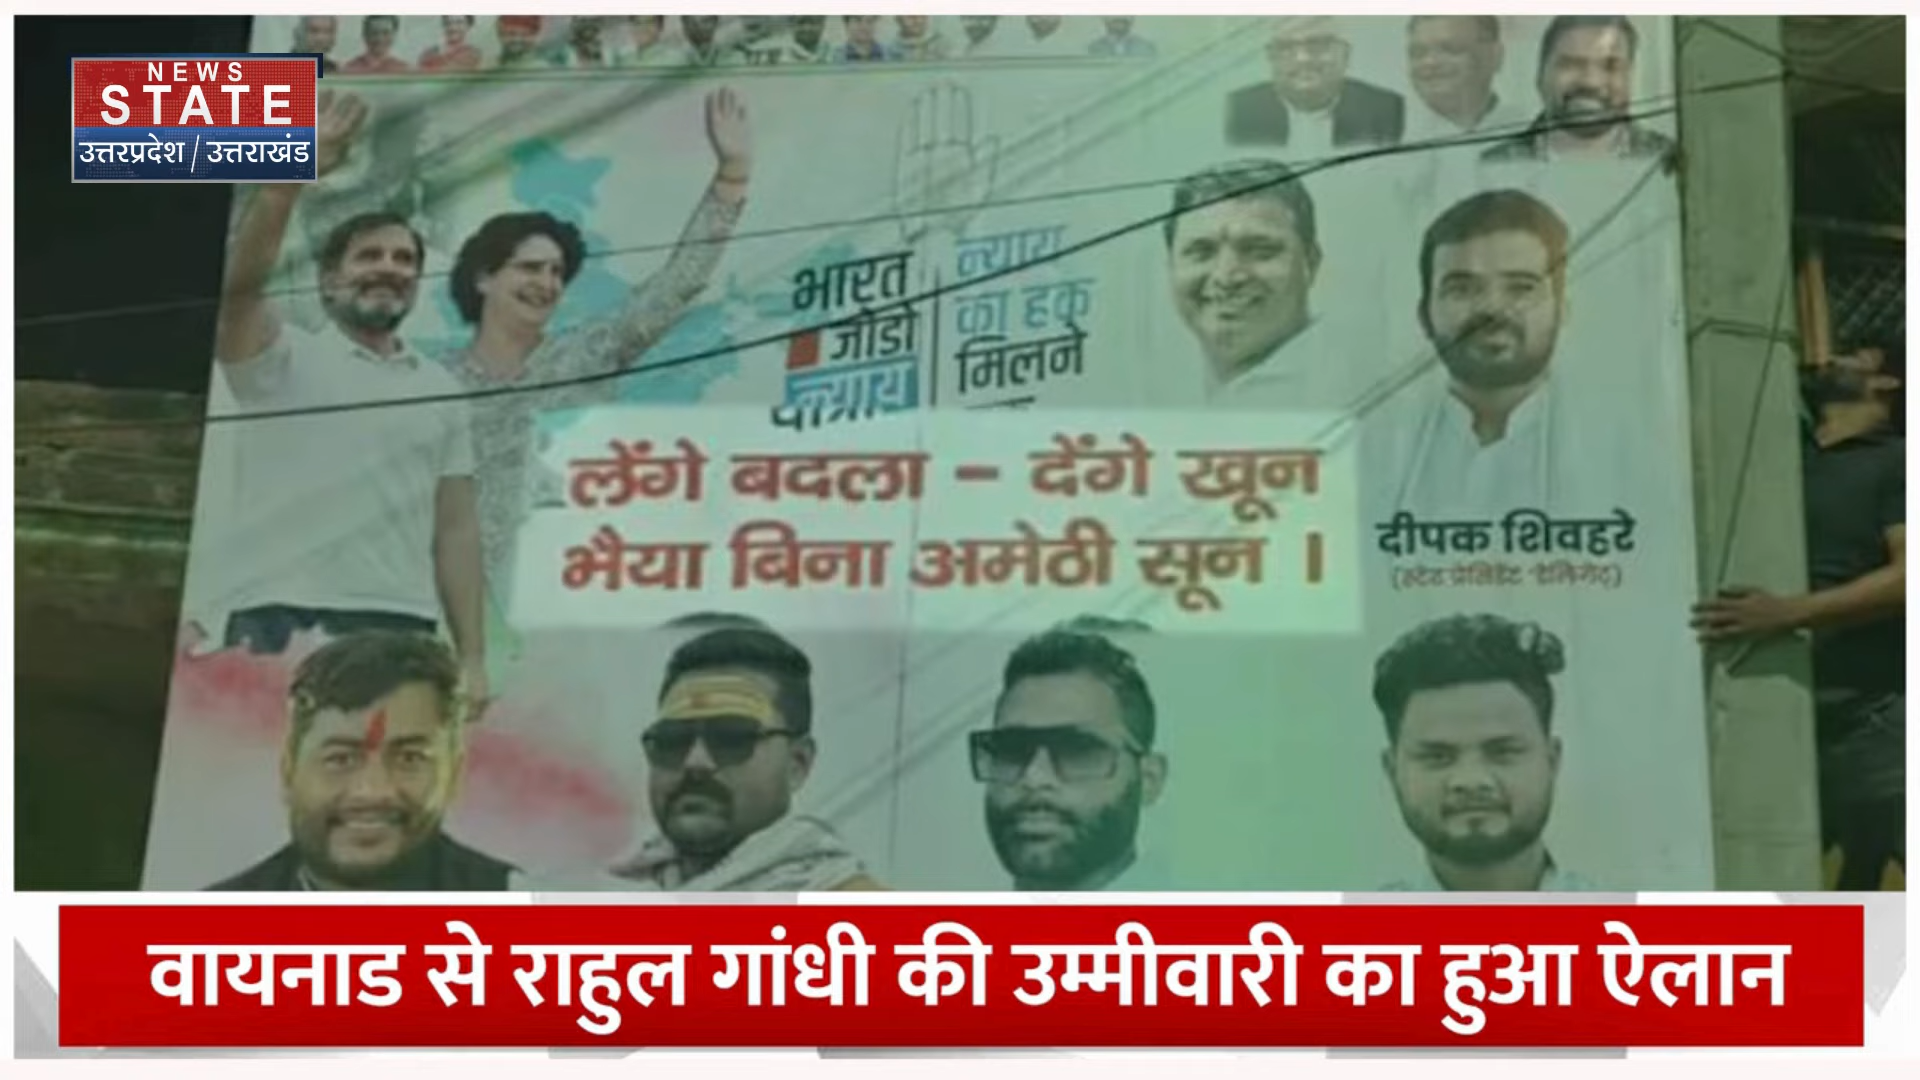 NEWS
STATE
उत्तरप्रदेश / उत्तराखंड
भारत
जोडो
न्याय
न्याय
का हक
मिलने
लेंगे बदला - देंगे खून
भैया बिना अमेठी सून ।
दीपक शिवहरे
(स्टेट प्रेसिडेंट डेलिगेट)
वायनाड से राहुल गांधी की उम्मीवारी का हुआ ऐलान